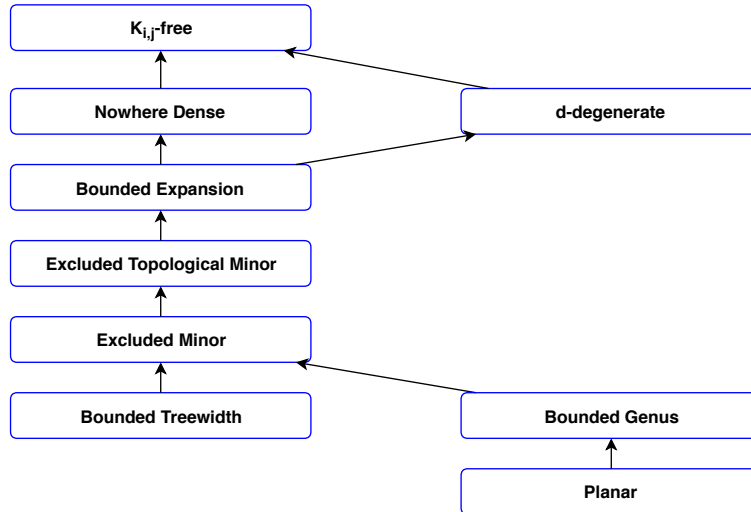 K_{i,j}-free
Nowhere Dense
d-degenerate
Bounded Expansion
Excluded Topological Minor
Excluded Minor
Bounded Treewidth
Bounded Genus
Planar